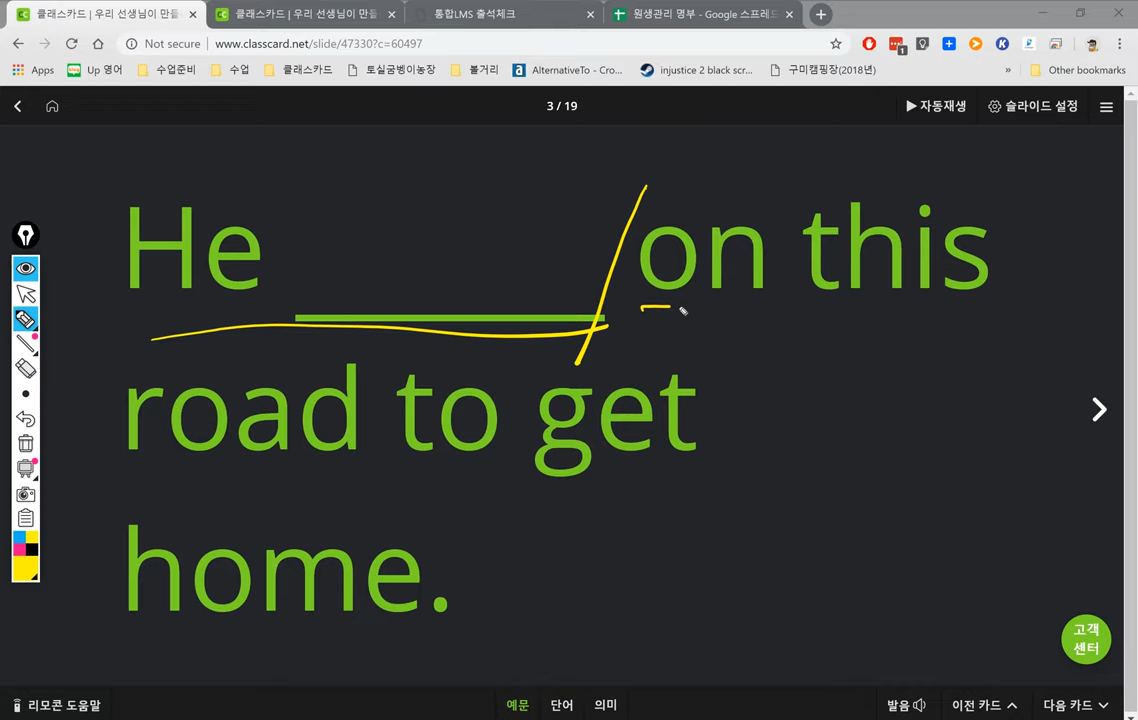 클래스카드 | 우리 선생님이 만들
클래스카드 | 우리 선생님이 만들
통합LMS 출석체크
원생관리 명부 - Google 스프레드
Not secure | www.classcard.net/slide/47330?c=60497
Apps Up 영어 수업준비 수업 클래스카드 토실굼벵이농장 볼거리 AlternativeTo - Cro... injustice 2 black scr... 구미캠핑장(2018년) » Other bookmarks
3 / 19 자동재생 슬라이드 설정
He ________ on this
road to get
home.
고객
센터
리모콘 도움말 예문 단어 의미 발음 이전 카드 다음 카드